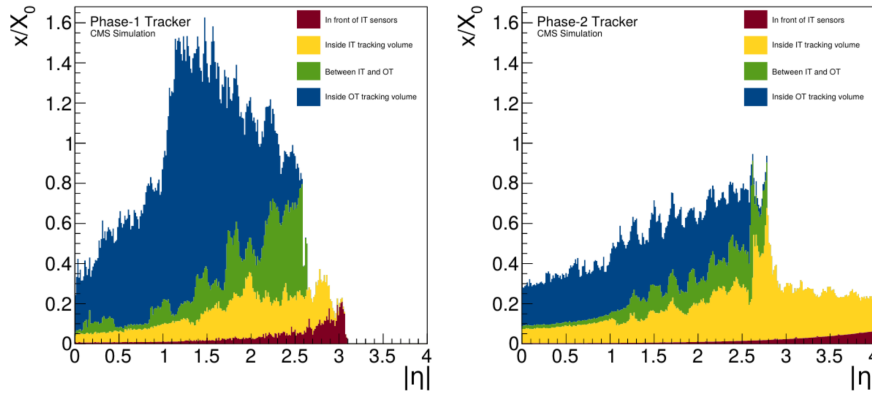 x/X₀
1.6
1.4
1.2
1
0.8
0.6
0.4
0.2
0
Phase-1 Tracker
CMS Simulation
In front of IT sensors
Inside IT tracking volume
Between IT and OT
Inside OT tracking volume
0 0.5 1 1.5 2 2.5 3 3.5 4
|η|
x/X₀
1.6
1.4
1.2
1
0.8
0.6
0.4
0.2
0
Phase-2 Tracker
CMS Simulation
In front of IT sensors
Inside IT tracking volume
Between IT and OT
Inside OT tracking volume
0 0.5 1 1.5 2 2.5 3 3.5 4
|η|